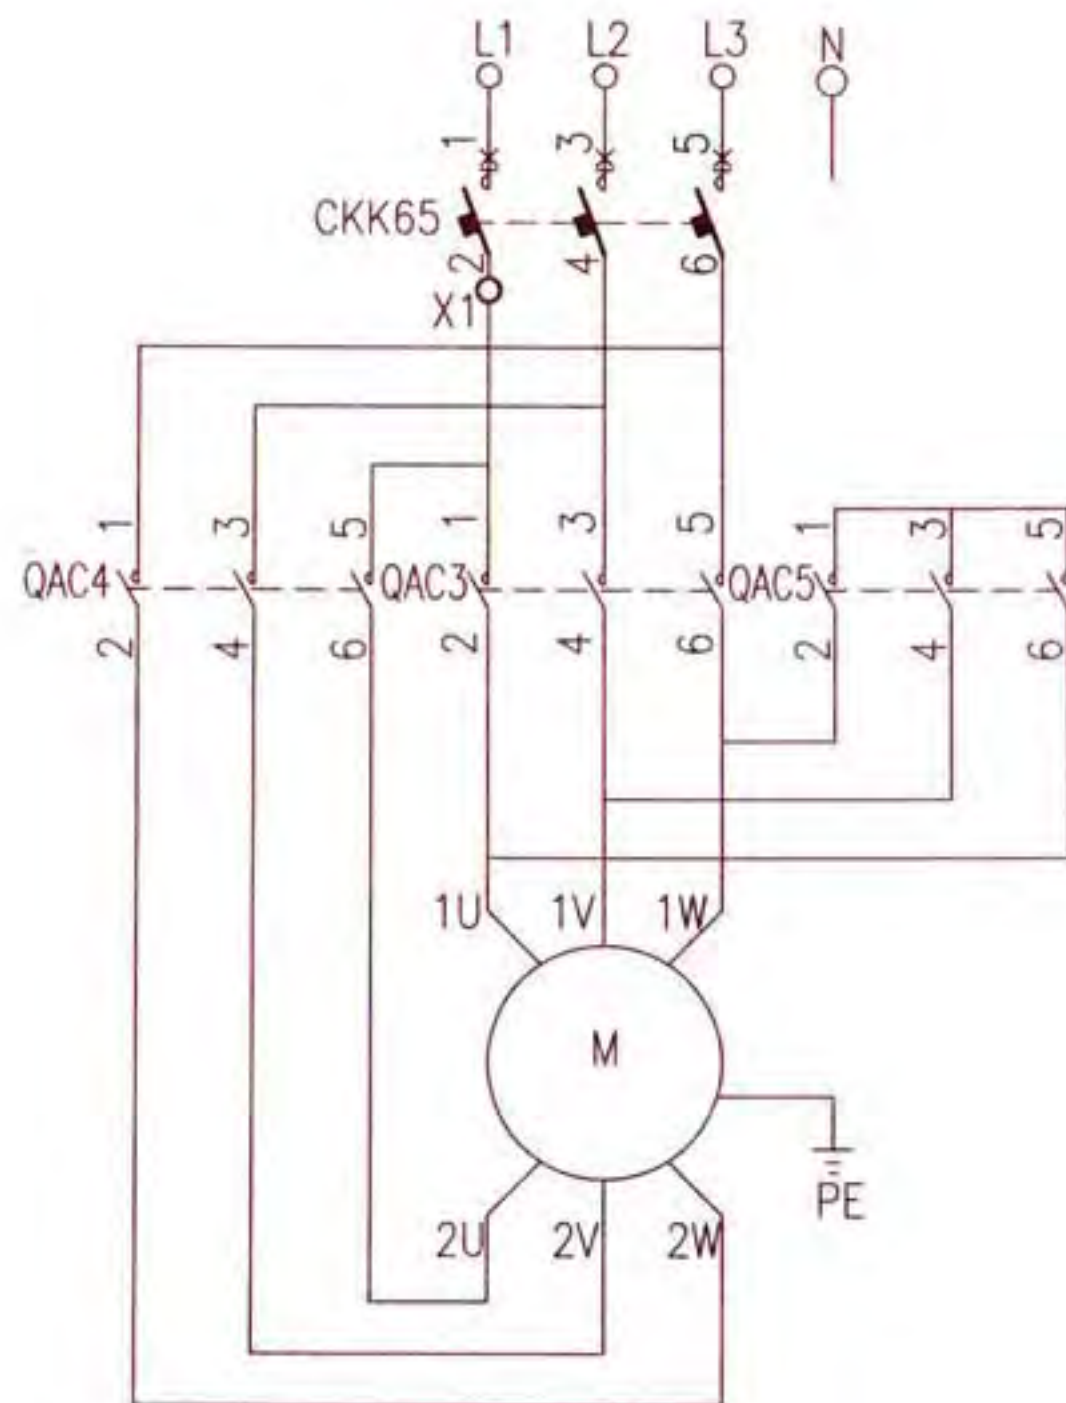 L1 L2 L3 N
1 3 5
CKK65
2 4 6
X1
1 3 5 1 3 5 1 3 5
QAC4 QAC3 QAC5
2 4 6 2 4 6 2 4 6
1U 1V 1W
M
PE
2U 2V 2W